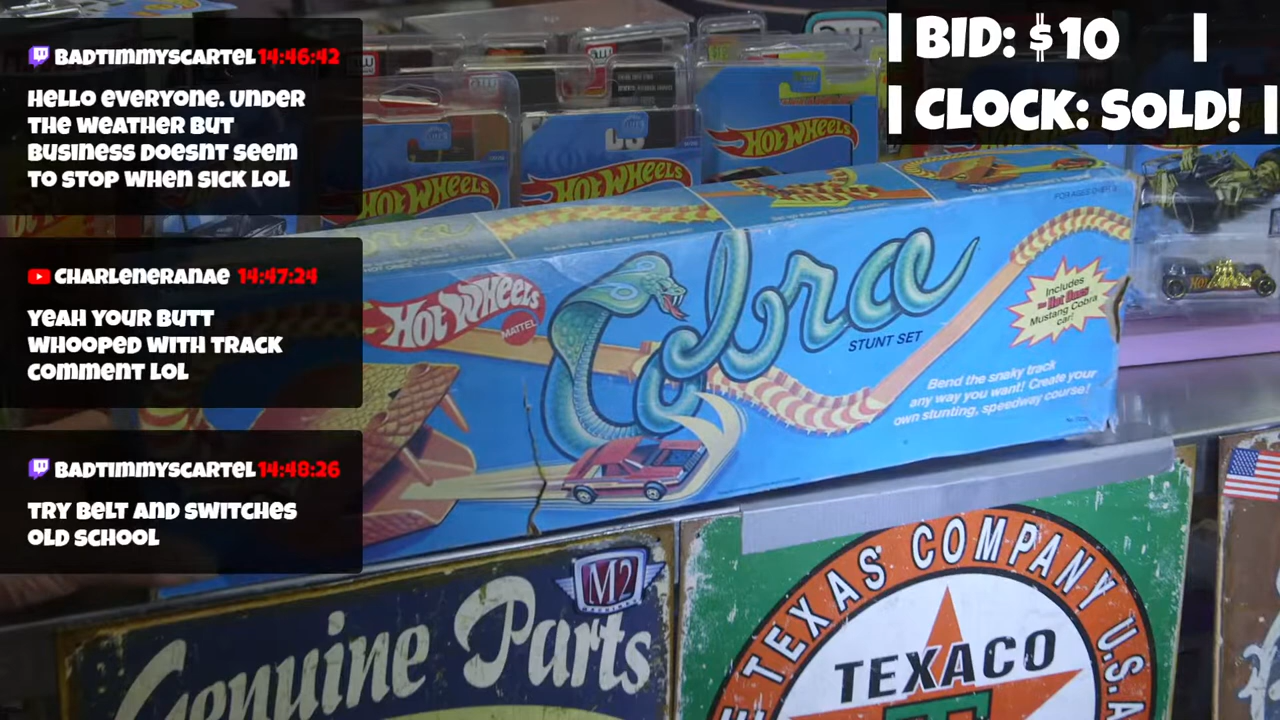 BADTIMMYSCARTEL 14:46:42
HELLO EVERYONE. UNDER
THE WEATHER BUT
BUSINESS DOESNT SEEM
TO STOP WHEN SICK LOL
CHARLENERANAE 14:47:24
YEAH YOUR BUTT
WHOOPED WITH TRACK
COMMENT LOL
BADTIMMYSCARTEL 14:48:26
TRY BELT AND SWITCHES
OLD SCHOOL
| BID: $10 |
| CLOCK: SOLD! |
HOT WHEELS
HOT WHEELS
HOT WHEELS
FOR AGES
HOT WHEELS
MATTEL
Cobra
STUNT SET
Includes
Mustang Cobra
car!
Bend the snaky track
any way you want! Create your
own stunting, speedway course!
M2
MACHINES
Genuine Parts
TEXAS COMPANY U.S.A
TEXACO
T